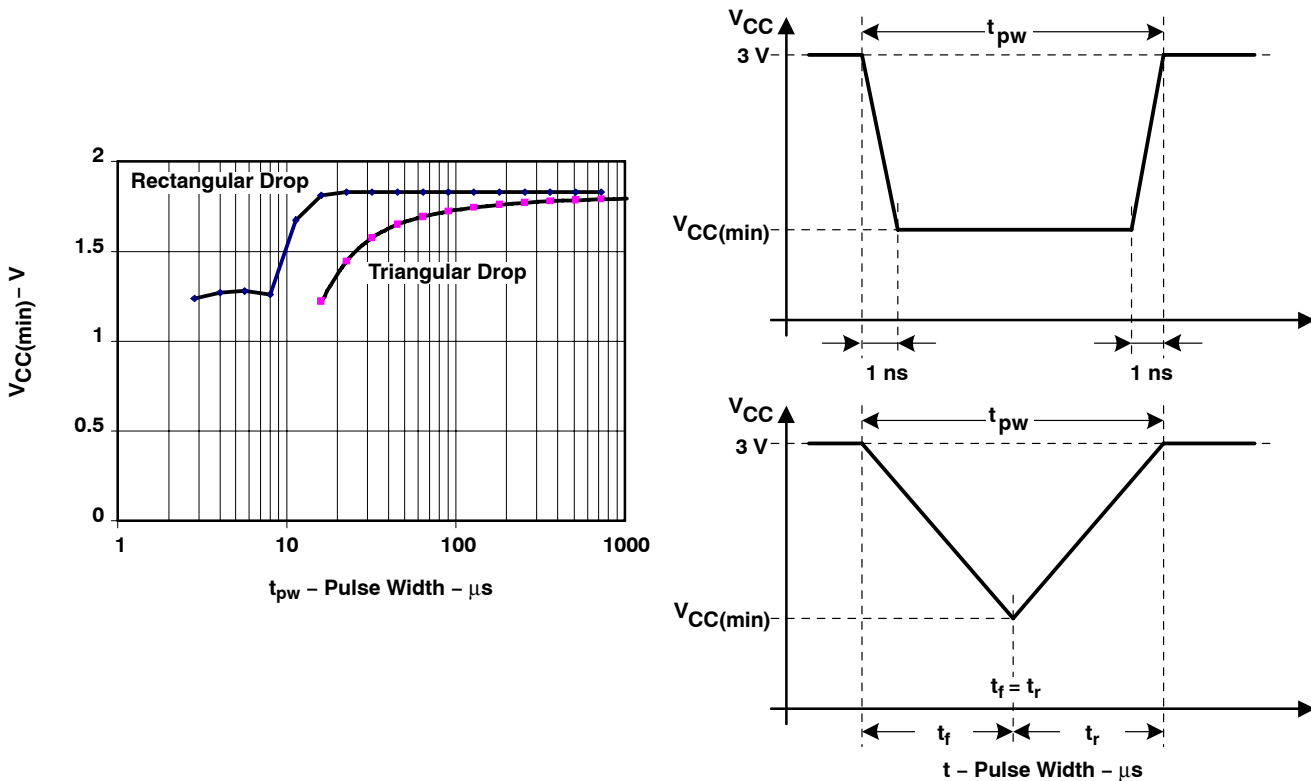 2
Rectangular Drop
1.5
Triangular Drop
1
0.5
0
VCC(min) – V
1 10 100 1000
tpw – Pulse Width – μs
VCC
tpw
3 V
VCC(min)
1 ns 1 ns
VCC
tpw
3 V
VCC(min)
tf = tr
tf tr
t – Pulse Width – μs